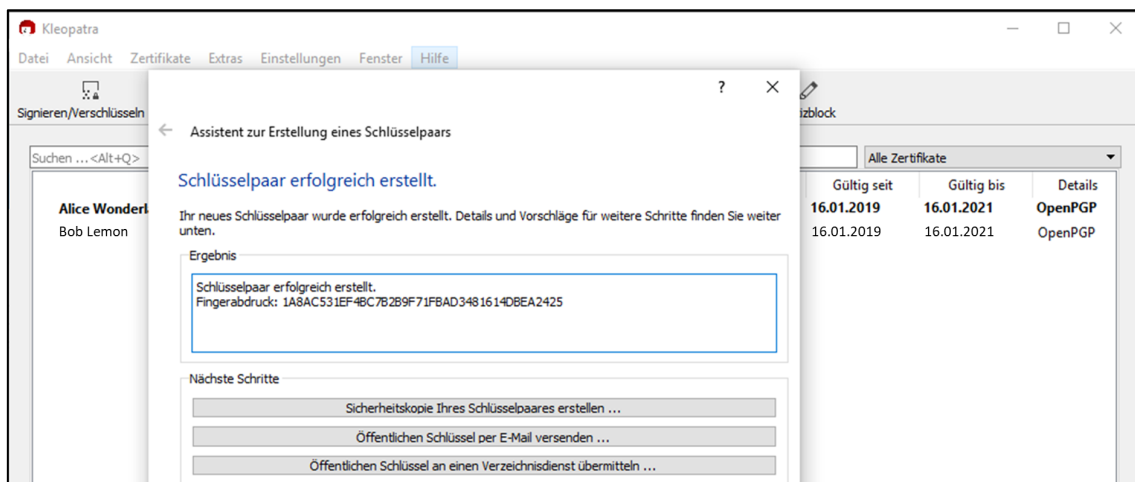 Kleopatra
Datei Ansicht Zertifikate Extras Einstellungen Fenster Hilfe
Signieren/Verschlüsseln
izblock
Suchen ...<Alt+Q>
Alle Zertifikate
Gültig seit Gültig bis Details
Alice Wonderl 16.01.2019 16.01.2021 OpenPGP
Bob Lemon 16.01.2019 16.01.2021 OpenPGP
?
Assistent zur Erstellung eines Schlüsselpaars
Schlüsselpaar erfolgreich erstellt.
Ihr neues Schlüsselpaar wurde erfolgreich erstellt. Details und Vorschläge für weitere Schritte finden Sie weiter
unten.
Ergebnis
Schlüsselpaar erfolgreich erstellt.
Fingerabdruck: 1A8AC531EF4BC7B2B9F71FBAD3481614DBEA2425
Nächste Schritte
Sicherheitskopie Ihres Schlüsselpaares erstellen ...
Öffentlichen Schlüssel per E-Mail versenden ...
Öffentlichen Schlüssel an einen Verzeichnisdienst übermitteln ...